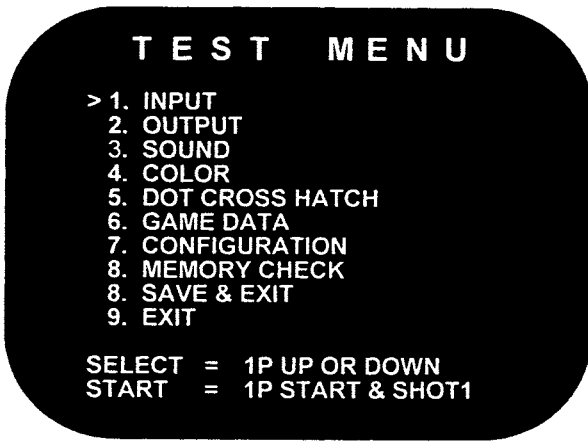 TEST MENU
> 1. INPUT
2. OUTPUT
3. SOUND
4. COLOR
5. DOT CROSS HATCH
6. GAME DATA
7. CONFIGURATION
8. MEMORY CHECK
8. SAVE & EXIT
9. EXIT
SELECT = 1P UP OR DOWN
START = 1P START & SHOT1